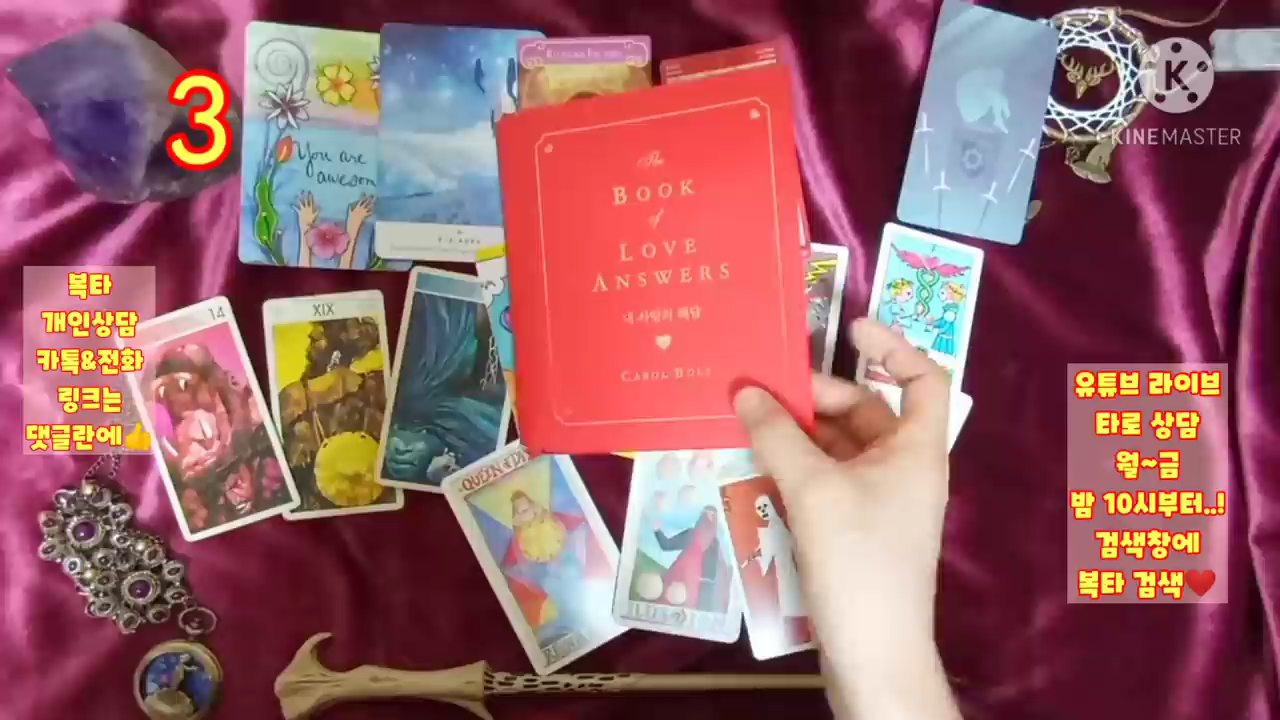 3
You are
awesom
XIX
14
The
BOOK
of
LOVE
ANSWERS
내 사랑의 해답
CAROL BOLT
KINEMASTER
복타
개인상담
카톡&전화
링크는
댓글란에👍
유튜브 라이브
타로 상담
월~금
밤 10시부터..!
검색창에
복타 검색❤️